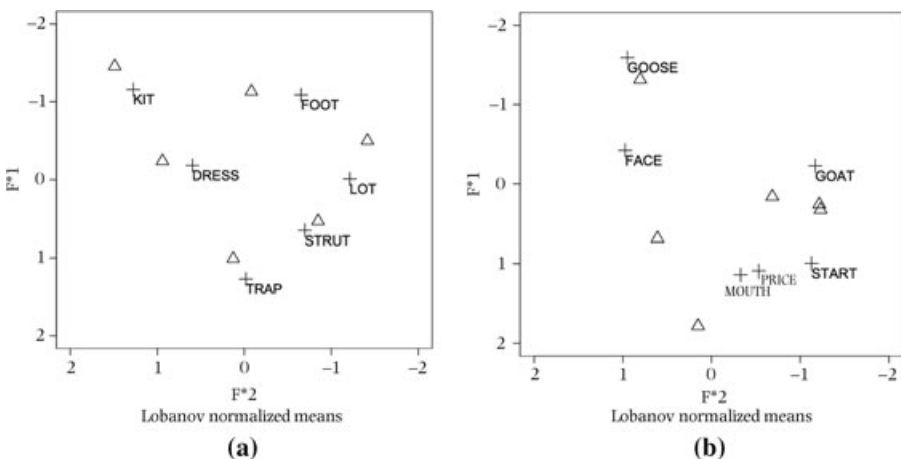 −2
−1
0
1
2
F*1
KIT
FOOT
DRESS
LOT
STRUT
TRAP
2
1
0
−1
−2
F*2
Lobanov normalized means
(a)
−2
−1
0
1
2
F*1
GOOSE
FACE
GOAT
START
PRICE
MOUTH
2
1
0
−1
−2
F*2
Lobanov normalized means
(b)